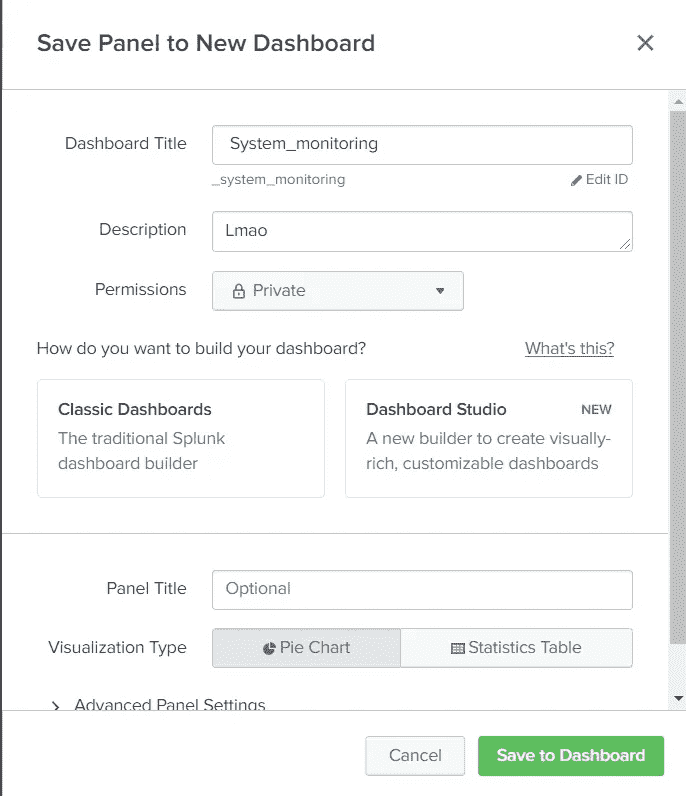 Save Panel to New Dashboard
Dashboard Title
System_monitoring
_system_monitoring
Edit ID
Description
Lmao
Permissions
Private
How do you want to build your dashboard?
What's this?
Classic Dashboards
The traditional Splunk
dashboard builder
Dashboard Studio
NEW
A new builder to create visually-
rich, customizable dashboards
Panel Title
Optional
Visualization Type
Pie Chart
Statistics Table
Advanced Panel Settings
Cancel
Save to Dashboard